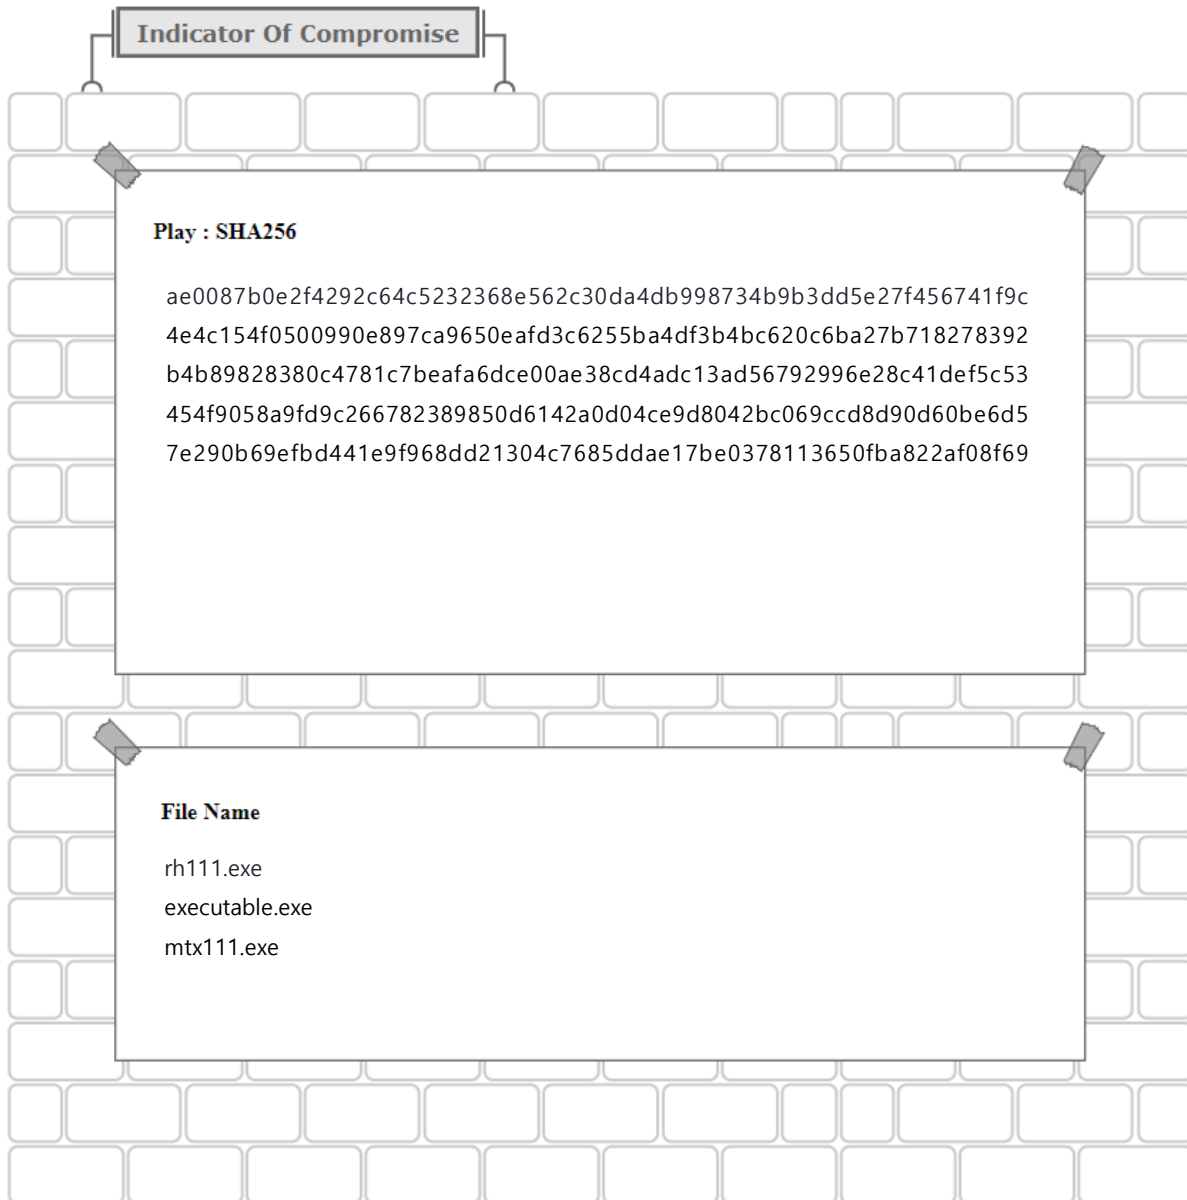 Indicator Of Compromise
Play : SHA256
ae0087b0e2f4292c64c5232368e562c30da4db998734b9b3dd5e27f456741f9c
4e4c154f0500990e897ca9650eafd3c6255ba4df3b4bc620c6ba27b718278392
b4b89828380c4781c7beafa6dce00ae38cd4adc13ad56792996e28c41def5c53
454f9058a9fd9c266782389850d6142a0d04ce9d8042bc069ccd8d90d60be6d5
7e290b69efbd441e9f968dd21304c7685ddae17be0378113650fba822af08f69
File Name
rh111.exe
executable.exe
mtx111.exe